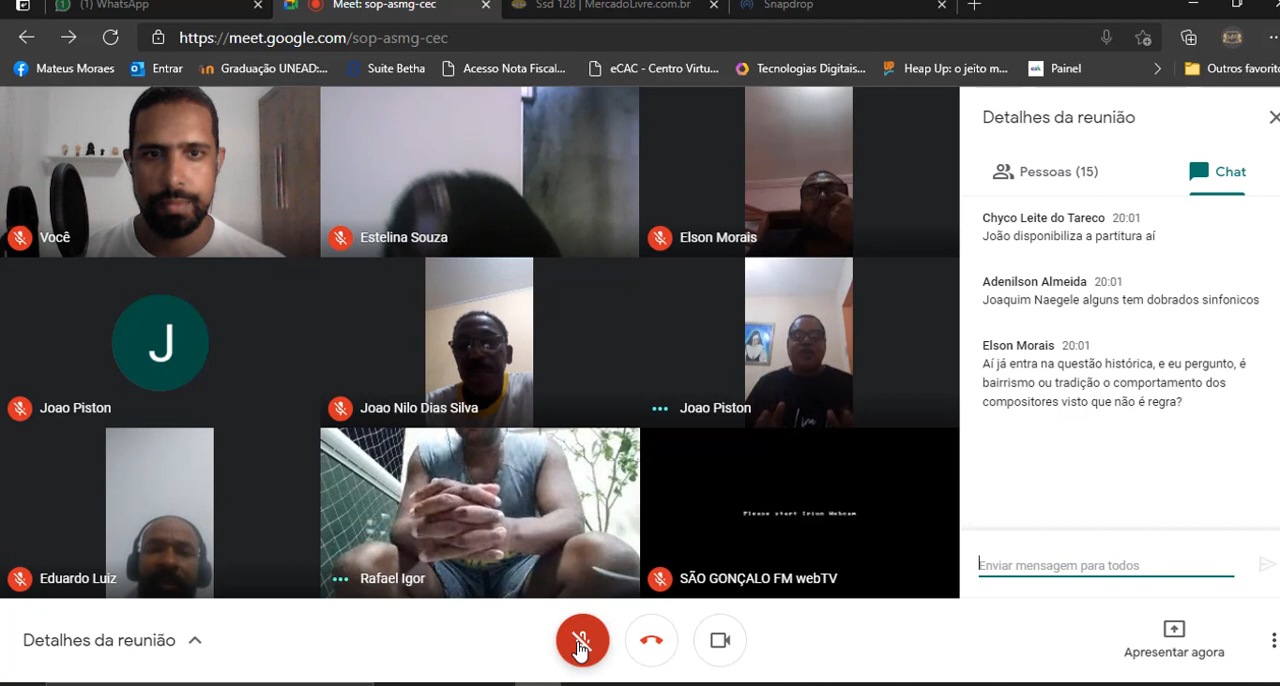 (1) WhatsApp
Meet: sop-asmg-cec
Ssd 128 | MercadoLivre.com.br
Snapdrop
https://meet.google.com/sop-asmg-cec
Mateus Moraes
Entrar
Graduação UNEAD:...
Suite Betha
Acesso Nota Fiscal...
eCAC - Centro Virtu...
Tecnologias Digitais...
Heap Up: o jeito m...
Painel
Outros favorito
Você
Estelina Souza
Elson Morais
J
Joao Piston
Joao Nilo Dias Silva
Joao Piston
Eduardo Luiz
Rafael Igor
Please start Iriun Webcam
SÃO GONÇALO FM webTV
Detalhes da reunião
Pessoas (15)
Chat
Chyco Leite do Tareco 20:01
João disponibiliza a partitura aí
Adenilson Almeida 20:01
Joaquim Naegele alguns tem dobrados sinfonicos
Elson Morais 20:01
Aí já entra na questão histórica, e eu pergunto, é
bairrismo ou tradição o comportamento dos
compositores visto que não é regra?
Enviar mensagem para todos
Detalhes da reunião
Apresentar agora